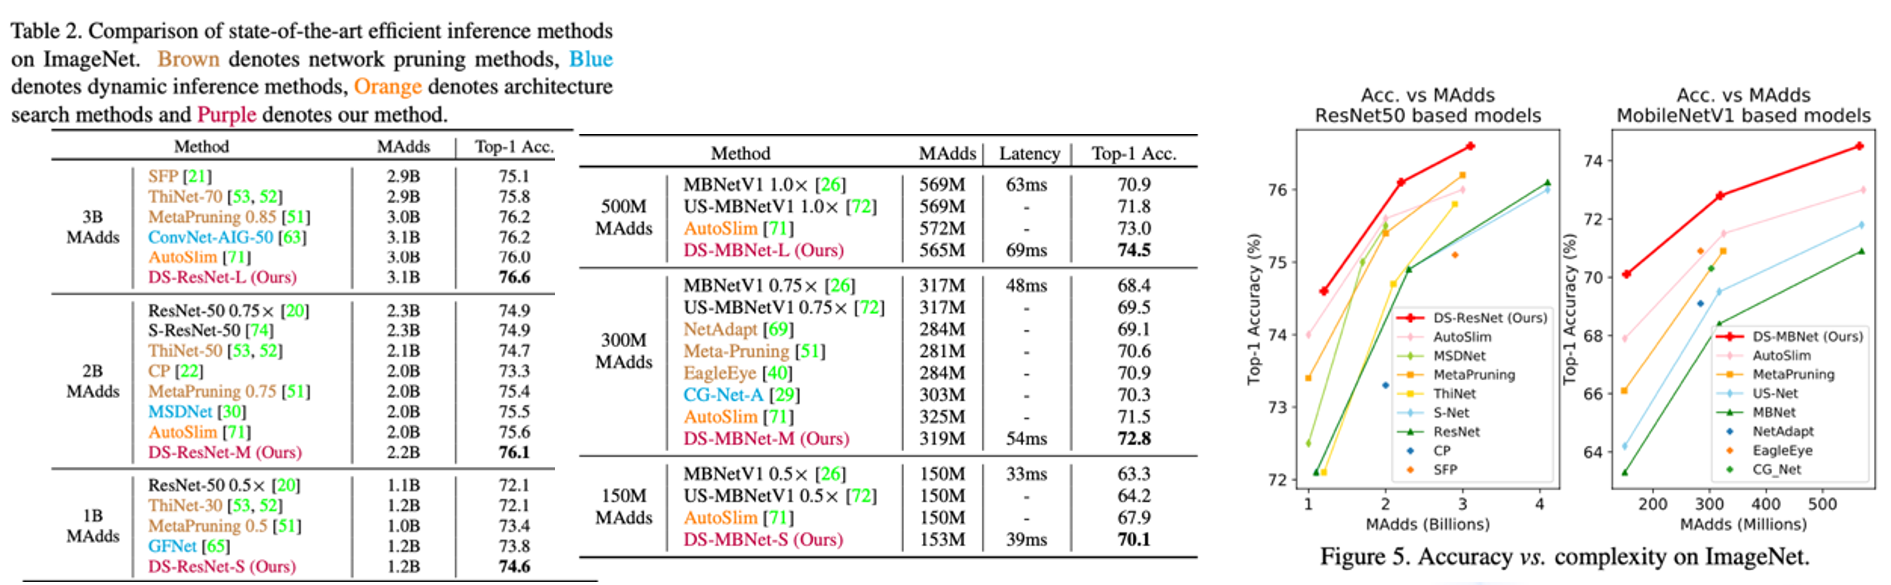 Table 2. Comparison of state-of-the-art efficient inference methods
on ImageNet. Brown denotes network pruning methods, Blue
denotes dynamic inference methods, Orange denotes architecture
search methods and Purple denotes our method.
Method MAdds Top-1 Acc.
3B MAdds
SFP [21] 2.9B 75.1
ThiNet-70 [53, 52] 2.9B 75.8
MetaPruning 0.85 [51] 3.0B 76.2
ConvNet-AIG-50 [63] 3.1B 76.2
AutoSlim [71] 3.0B 76.0
DS-ResNet-L (Ours) 3.1B 76.6
2B MAdds
ResNet-50 0.75× [20] 2.3B 74.9
S-ResNet-50 [74] 2.3B 74.9
ThiNet-50 [53, 52] 2.1B 74.7
CP [22] 2.0B 73.3
MetaPruning 0.75 [51] 2.0B 75.4
MSDNet [30] 2.0B 75.5
AutoSlim [71] 2.0B 75.6
DS-ResNet-M (Ours) 2.2B 76.1
1B MAdds
ResNet-50 0.5× [20] 1.1B 72.1
ThiNet-30 [53, 52] 1.2B 72.1
MetaPruning 0.5 [51] 1.0B 73.4
GFNet [65] 1.2B 73.8
DS-ResNet-S (Ours) 1.2B 74.6
Method MAdds Latency Top-1 Acc.
500M MAdds
MBNetV1 1.0× [26] 569M 63ms 70.9
US-MBNetV1 1.0× [72] 569M - 71.8
AutoSlim [71] 572M - 73.0
DS-MBNet-L (Ours) 565M 69ms 74.5
300M MAdds
MBNetV1 0.75× [26] 317M 48ms 68.4
US-MBNetV1 0.75× [72] 317M - 69.5
NetAdapt [69] 284M - 69.1
Meta-Pruning [51] 281M - 70.6
EagleEye [40] 284M - 70.9
CG-Net-A [29] 303M - 70.3
AutoSlim [71] 325M - 71.5
DS-MBNet-M (Ours) 319M 54ms 72.8
150M MAdds
MBNetV1 0.5× [26] 150M 33ms 63.3
US-MBNetV1 0.5× [72] 150M - 64.2
AutoSlim [71] 150M - 67.9
DS-MBNet-S (Ours) 153M 39ms 70.1
Acc. vs MAdds
ResNet50 based models
Top-1 Accuracy (%)
76
75
74
73
72
DS-ResNet (Ours)
AutoSlim
MSDNet
MetaPruning
ThiNet
S-Net
ResNet
CP
SFP
1 2 3 4
MAdds (Billions)
Acc. vs MAdds
MobileNetV1 based models
Top-1 Accuracy (%)
74
72
70
68
66
64
DS-MBNet (Ours)
AutoSlim
MetaPruning
US-Net
MBNet
NetAdapt
EagleEye
CG_Net
200 300 400 500
MAdds (Millions)
Figure 5. Accuracy vs. complexity on ImageNet.